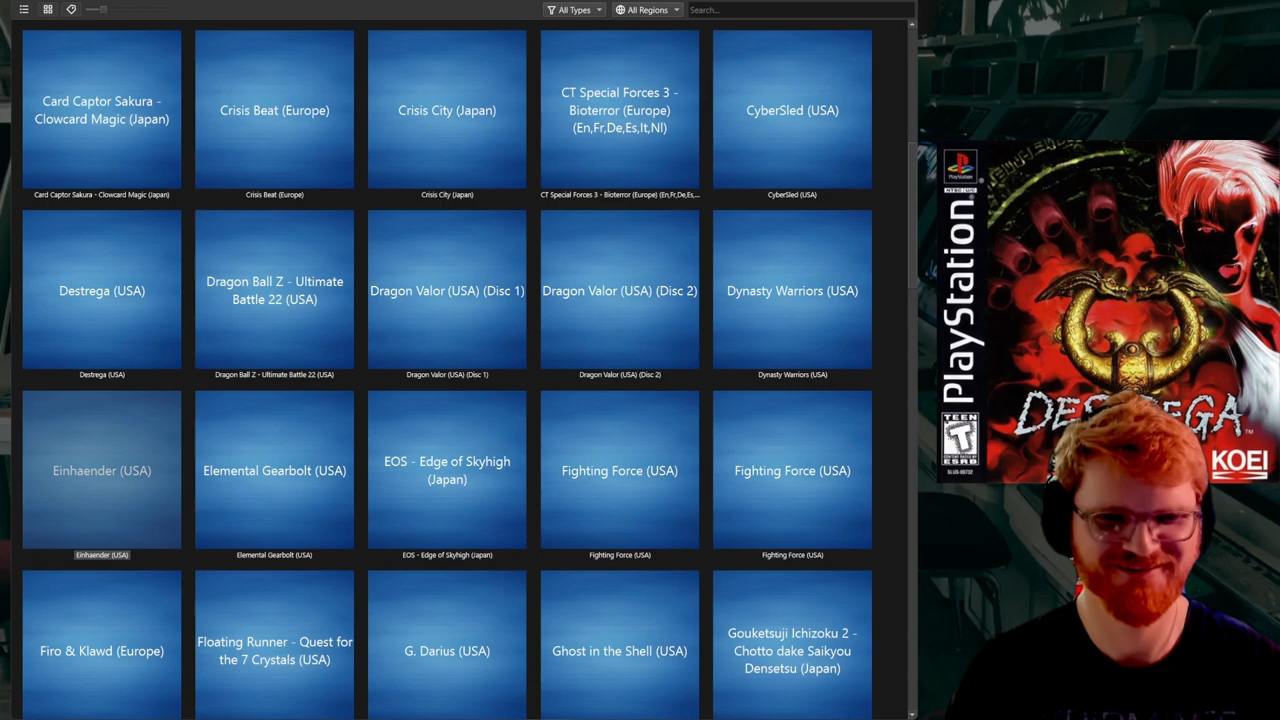 All Types
All Regions
Search...
Card Captor Sakura -
Clowcard Magic (Japan)
Crisis Beat (Europe)
Crisis City (Japan)
CT Special Forces 3 -
Bioterror (Europe)
(En,Fr,De,Es,It,Nl)
CyberSled (USA)
Card Captor Sakura - Clowcard Magic (Japan)
Crisis Beat (Europe)
Crisis City (Japan)
CT Special Forces 3 - Bioterror (Europe) (En,Fr,De,Es,...
CyberSled (USA)
Destrega (USA)
Dragon Ball Z - Ultimate
Battle 22 (USA)
Dragon Valor (USA) (Disc 1)
Dragon Valor (USA) (Disc 2)
Dynasty Warriors (USA)
Destrega (USA)
Dragon Ball Z - Ultimate Battle 22 (USA)
Dragon Valor (USA) (Disc 1)
Dragon Valor (USA) (Disc 2)
Dynasty Warriors (USA)
Einhaender (USA)
Elemental Gearbolt (USA)
EOS - Edge of Skyhigh
(Japan)
Fighting Force (USA)
Fighting Force (USA)
Einhaender (USA)
Elemental Gearbolt (USA)
EOS - Edge of Skyhigh (Japan)
Fighting Force (USA)
Fighting Force (USA)
Firo & Klawd (Europe)
Floating Runner - Quest for
the 7 Crystals (USA)
G. Darius (USA)
Ghost in the Shell (USA)
Gouketsuji Ichizoku 2 -
Chotto dake Saikyou
Densetsu (Japan)
PlayStation
NTSC U/C
PlayStation
TEEN
T
ESRB
KOEI
TM